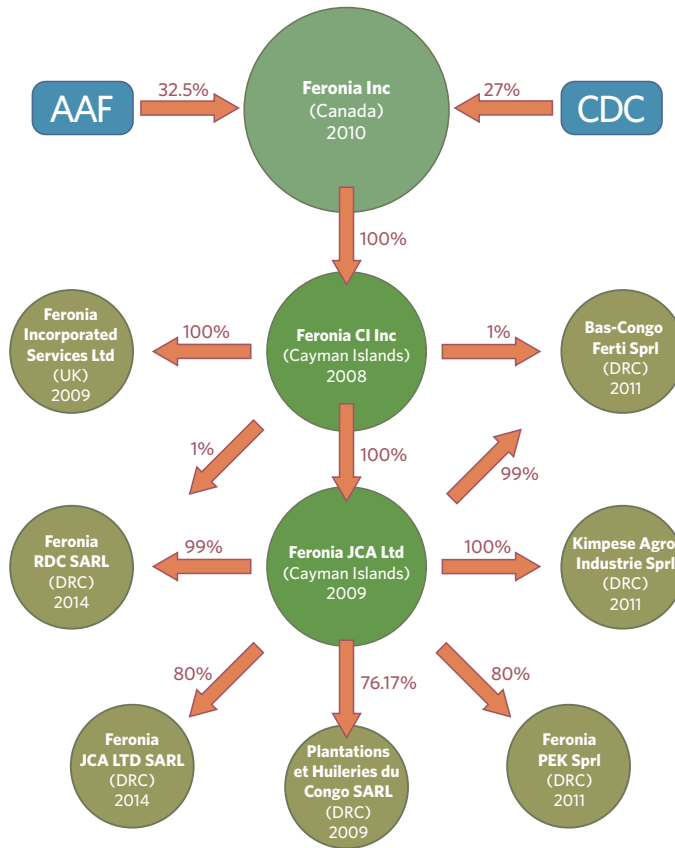 AAF
32.5%
Feronia Inc
(Canada)
2010
27%
CDC
100%
Feronia
Incorporated
Services Ltd
(UK)
2009
100%
Feronia CI Inc
(Cayman Islands)
2008
1%
Bas-Congo
Ferti Sprl
(DRC)
2011
1%
100%
99%
Feronia
RDC SARL
(DRC)
2014
99%
Feronia JCA Ltd
(Cayman Islands)
2009
100%
Kimpese Agro
Industrie Sprl
(DRC)
2011
80%
76.17%
80%
Feronia
JCA LTD SARL
(DRC)
2014
Plantations
et Huileries du
Congo SARL
(DRC)
2009
Feronia
PEK Sprl
(DRC)
2011